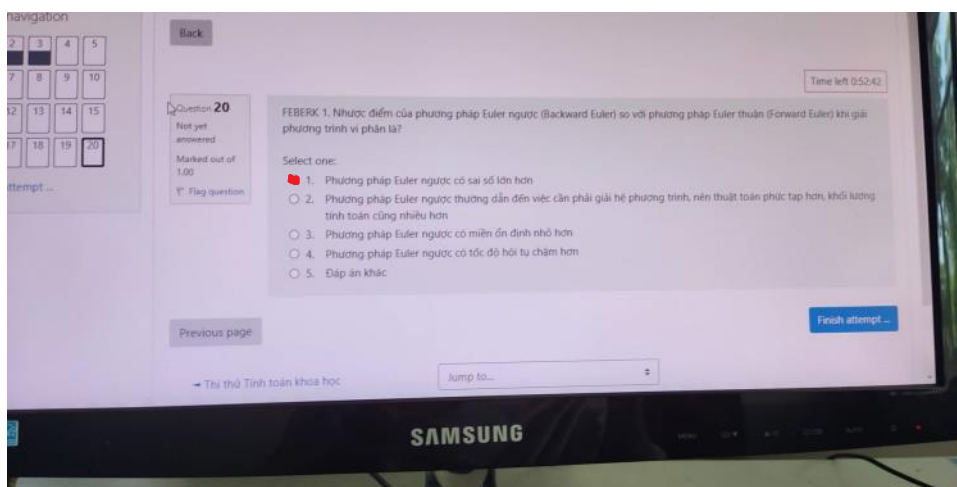 navigation
2 3 4 5
7 8 9 10
12 13 14 15
17 18 19 20
attempt ...
Back
Time left 0:52:42
Question 20
Not yet
answered
Marked out of
1.00
Flag question
FEBERK 1. Nhược điểm của phương pháp Euler ngược (Backward Euler) so với phương pháp Euler thuận (Forward Euler) khi giải
phương trình vi phân là?
Select one:
1. Phương pháp Euler ngược có sai số lớn hơn
2. Phương pháp Euler ngược thường dẫn đến việc cần phải giải hệ phương trình, nên thuật toán phức tạp hơn, khối lượng
tính toán cũng nhiều hơn
3. Phương pháp Euler ngược có miền ổn định nhỏ hơn
4. Phương pháp Euler ngược có tốc độ hội tụ chậm hơn
5. Đáp án khác
Previous page
Finish attempt ...
Thi thử Tính toán khoa học
Jump to...
SAMSUNG
MENU